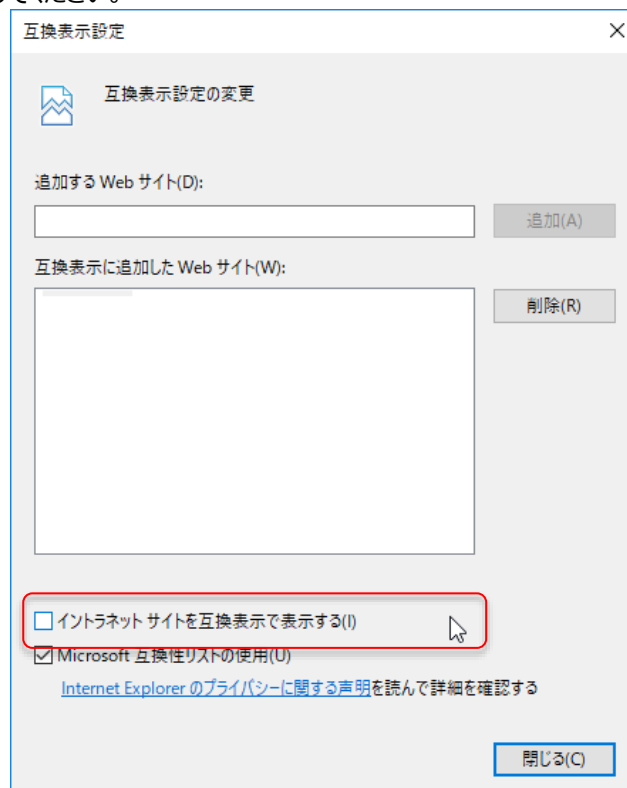 ください。
互換表示設定
互換表示設定の変更
追加する Web サイト(D):
追加(A)
互換表示に追加した Web サイト(W):
削除(R)
イントラネット サイトを互換表示で表示する(I)
Microsoft 互換性リストの使用(U)
Internet Explorer のプライバシーに関する声明を読んで詳細を確認する
閉じる(C)